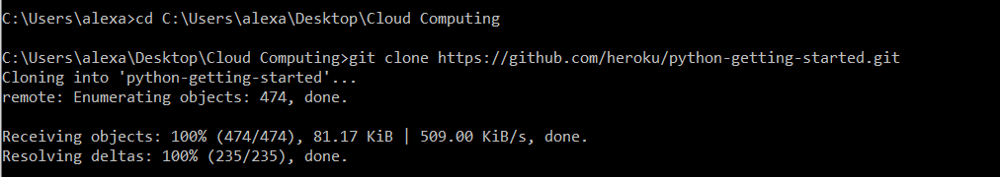 C:\Users\alexa>cd C:\Users\alexa\Desktop\Cloud Computing
C:\Users\alexa\Desktop\Cloud Computing>git clone https://github.com/heroku/python-getting-started.git
Cloning into 'python-getting-started'...
remote: Enumerating objects: 474, done.
Receiving objects: 100% (474/474), 81.17 KiB | 509.00 KiB/s, done.
Resolving deltas: 100% (235/235), done.